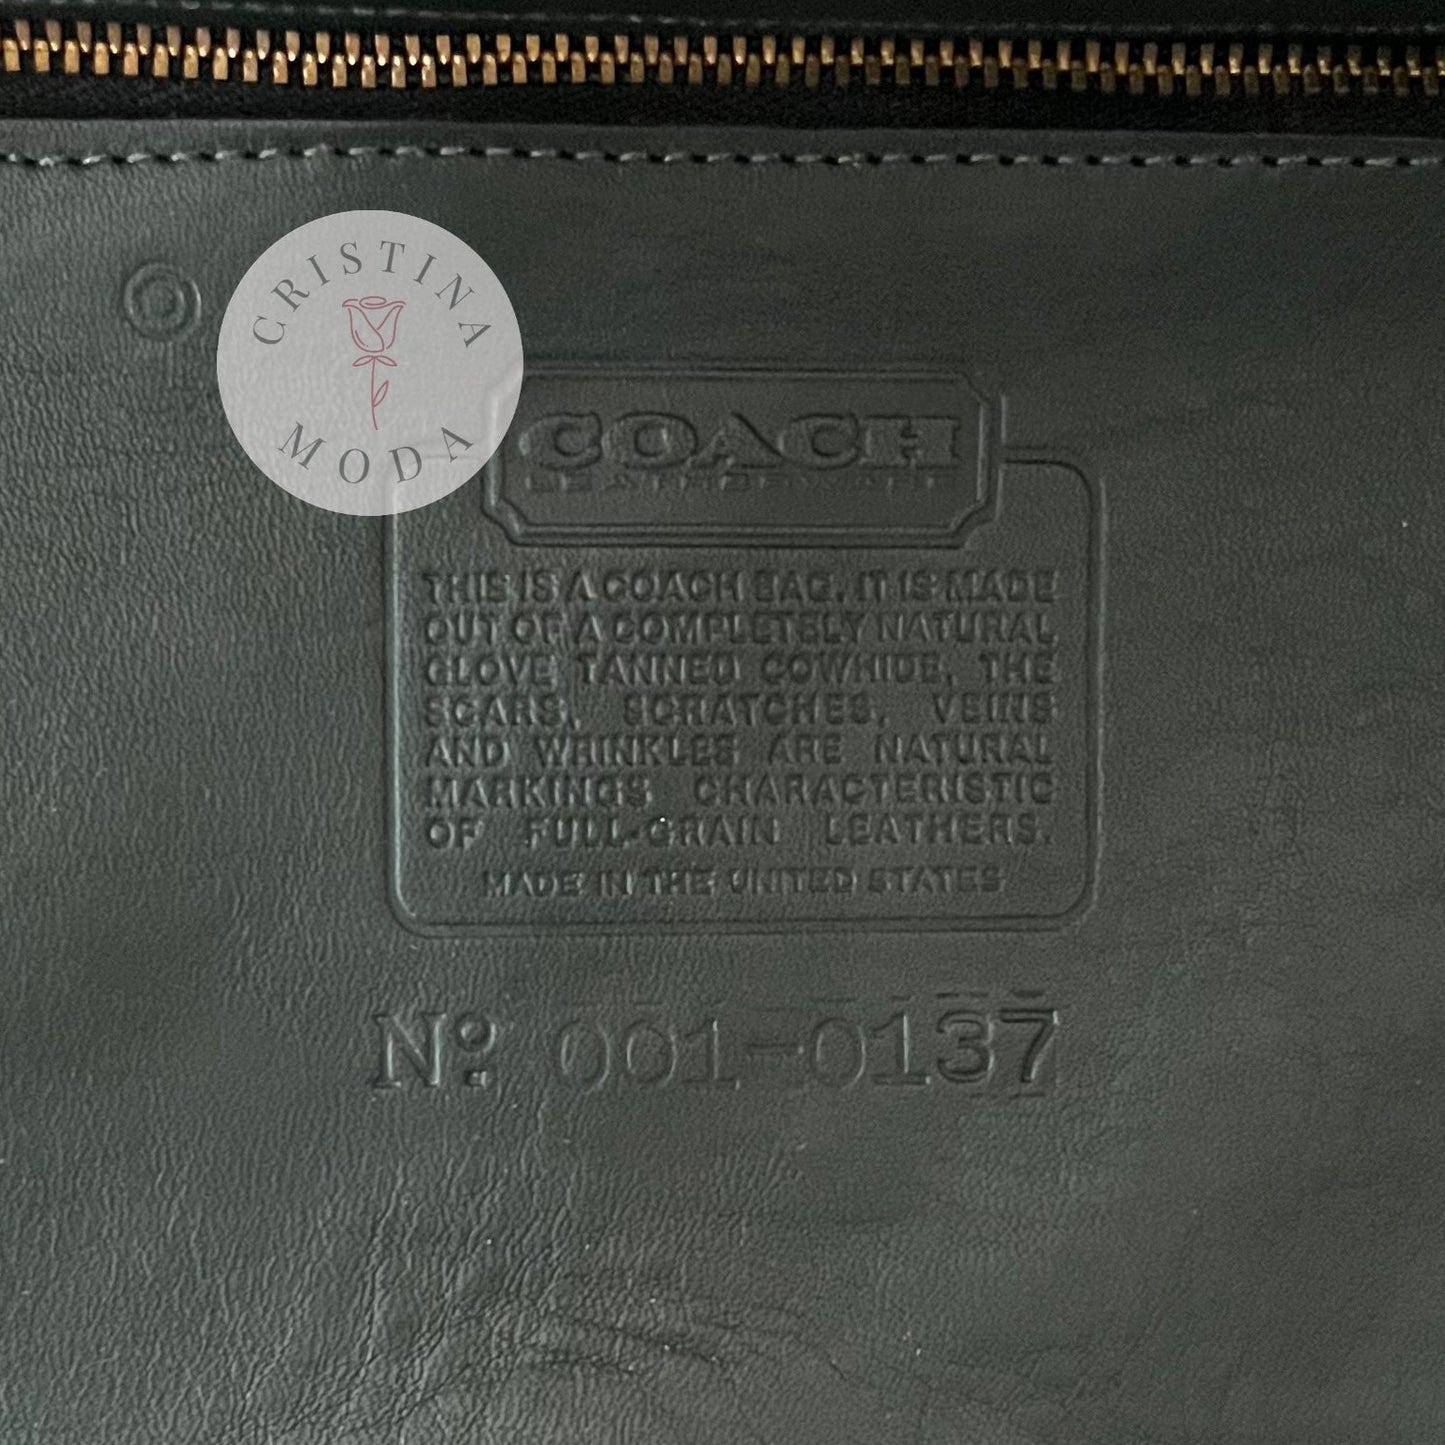 CRISTINA
MODA
COACH
LEATHERWARE
THIS IS A COACH BAG. IT IS MADE
OUT OF A COMPLETELY NATURAL
GLOVE TANNED COWHIDE, THE
SCARS, SCRATCHES, VEINS
AND WRINKLES ARE NATURAL
MARKINGS CHARACTERISTIC
OF FULL-GRAIN LEATHERS.
MADE IN THE UNITED STATES
Nº 001-0137